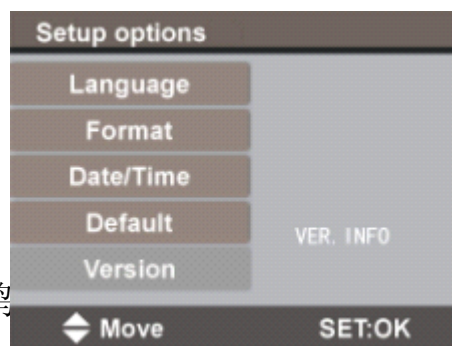 Setup options
Language
Format
Date/Time
Default
VER. INFO
Version
Move
SET:OK